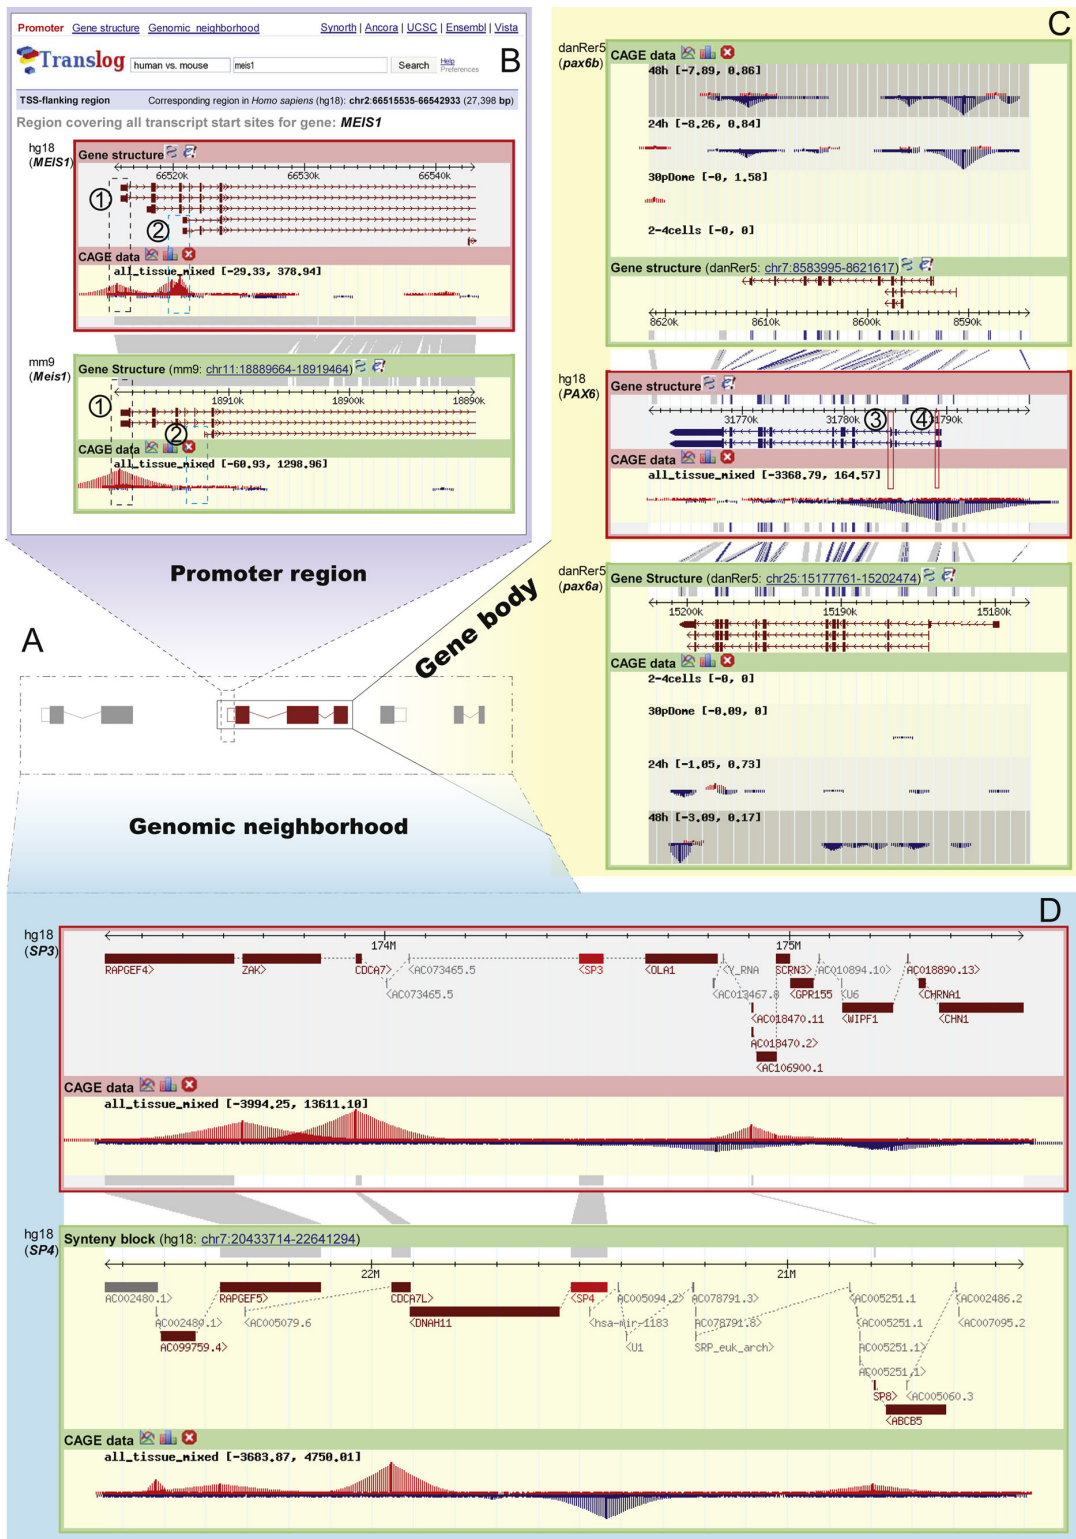 Promoter Gene structure Genomic neighborhood Synorth | Ancora | UCSC | Ensembl | Vista
Translog human vs. mouse meis1 Search Help Preferences
B
TSS-flanking region Corresponding region in Homo sapiens (hg18): chr2:66515535-66542933 (27,398 bp)
Region covering all transcript start sites for gene: MEIS1
hg18
(MEIS1)
Gene structure
66520k 66530k 66540k
1
2
CAGE data
all_tissue_mixed [-29.33, 378.94]
mm9
(Meis1)
Gene Structure (mm9: chr11:18889664-18919464)
18910k 18900k 18890k
1
2
CAGE data
all_tissue_mixed [-60.93, 1298.96]
Promoter region
A
Gene body
Genomic neighborhood
C
danRer5
(pax6b)
CAGE data
48h [-7.89, 0.86]
24h [-8.26, 0.84]
30pDome [-0, 1.58]
2-4cells [-0, 0]
Gene structure (danRer5: chr7:8583995-8621617)
8620k 8610k 8600k 8590k
hg18
(PAX6)
Gene structure
31770k 31780k 31790k
3 4
CAGE data
all_tissue_mixed [-3368.79, 164.57]
danRer5
(pax6a)
Gene Structure (danRer5: chr25:15177761-15202474)
15200k 15190k 15180k
CAGE data
2-4cells [-0, 0]
30pDome [-0.09, 0]
24h [-1.05, 0.73]
48h [-3.09, 0.17]
D
hg18
(SP3)
174M 175M
RAPGEF4> ZAK> CDCA7> <AC073465.5 <SP3 <OLA1 <Y_RNA SCRN3> AC010894.10> AC018890.13>
<AC073465.5 <AC013467.8 <GPR155 <U6 <CHRNA1
<AC018470.11 <WIPF1 <CHN1
AC018470.2>
<AC106900.1
CAGE data
all_tissue_mixed [-3994.25, 13611.10]
hg18
(SP4)
Synteny block (hg18: chr7:20433714-22641294)
22M 21M
AC002480.1> RAPGEF5> CDCA7L> <SP4 <AC005094.2> AC078791.3> <AC005251.1 <AC002486.2
AC002480.1> <AC005079.6 <DNAH11 <hsa-mir-1183 AC078791.8> <AC005251.1 <AC007095.2
AC099759.4> <U1 SRP_euk_arch> AC005251.1>
AC005251.1>
SP8> <AC005060.3
<ABCB5
CAGE data
all_tissue_mixed [-3683.87, 4750.01]